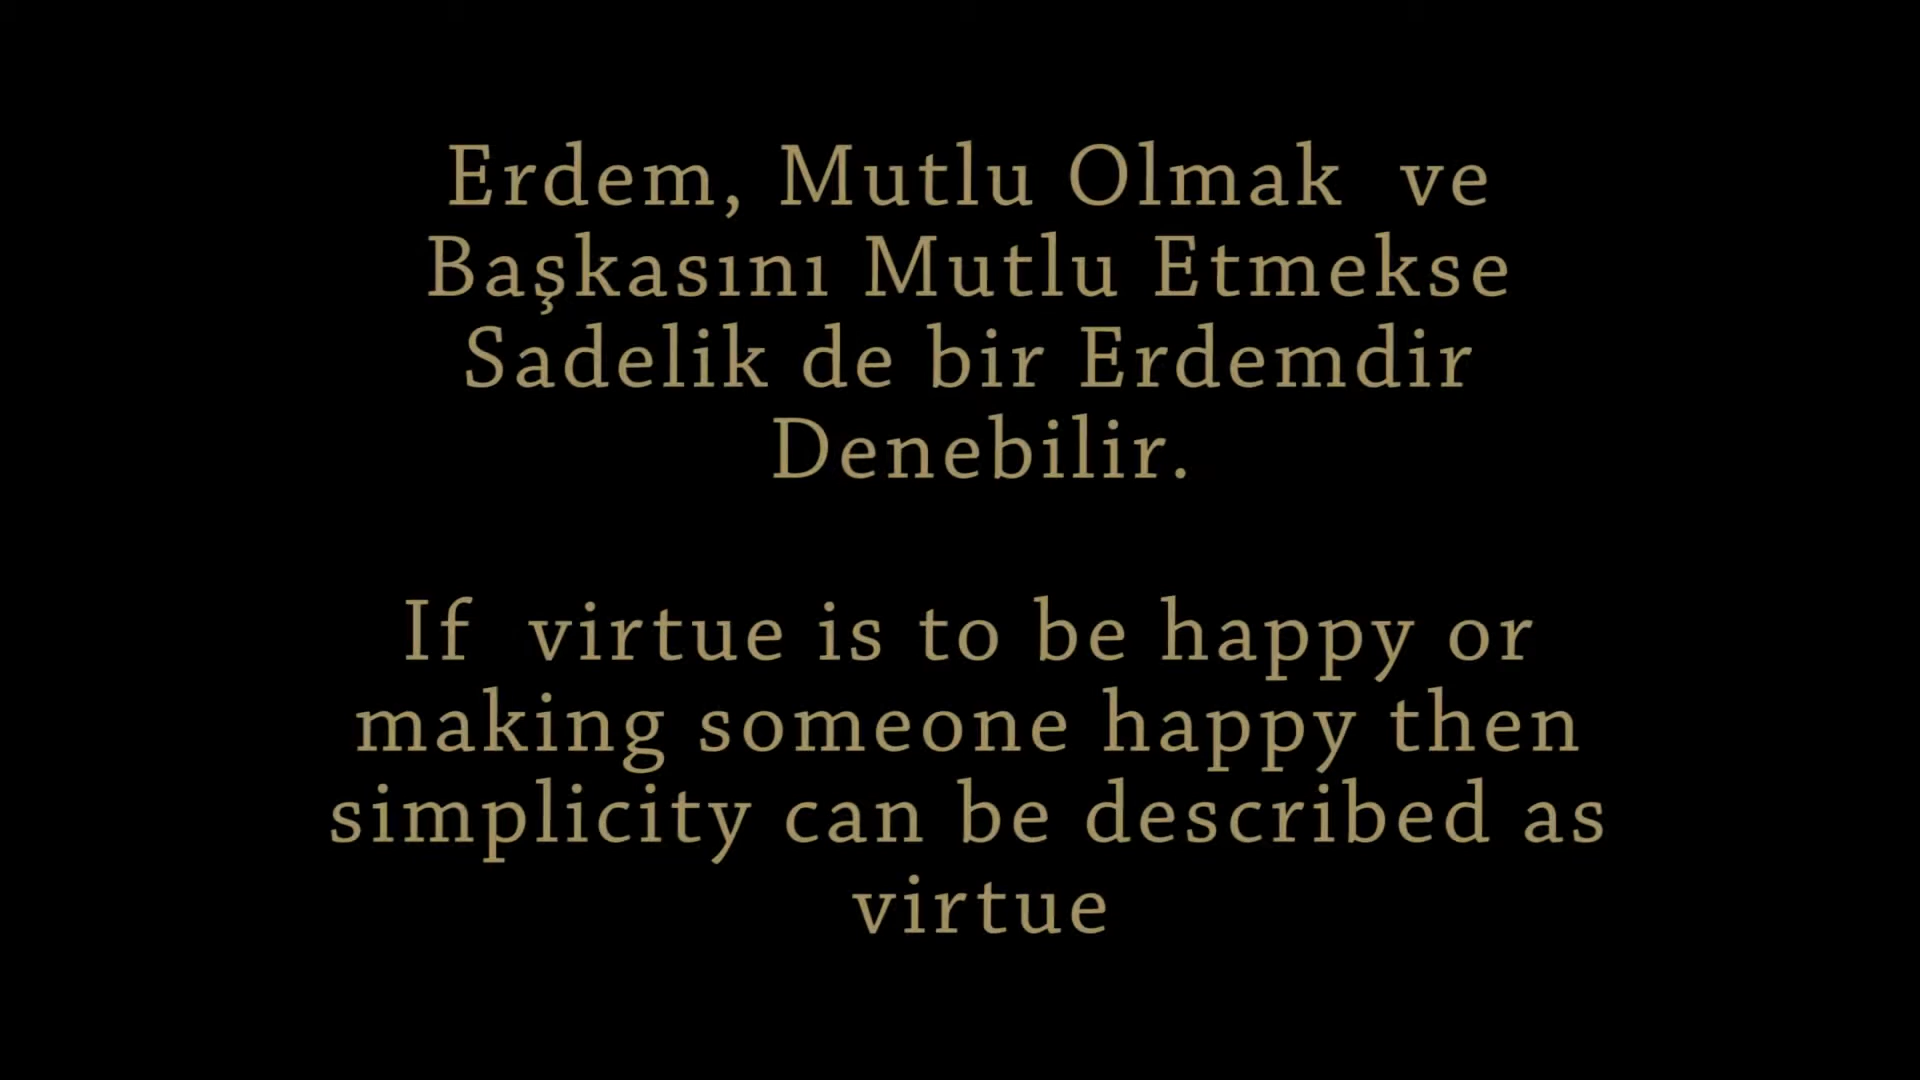 Erdem, Mutlu Olmak ve
Başkasını Mutlu Etmekse
Sadelik de bir Erdemdir
Denebilir.
If virtue is to be happy or
making someone happy then
simplicity can be described as
virtue